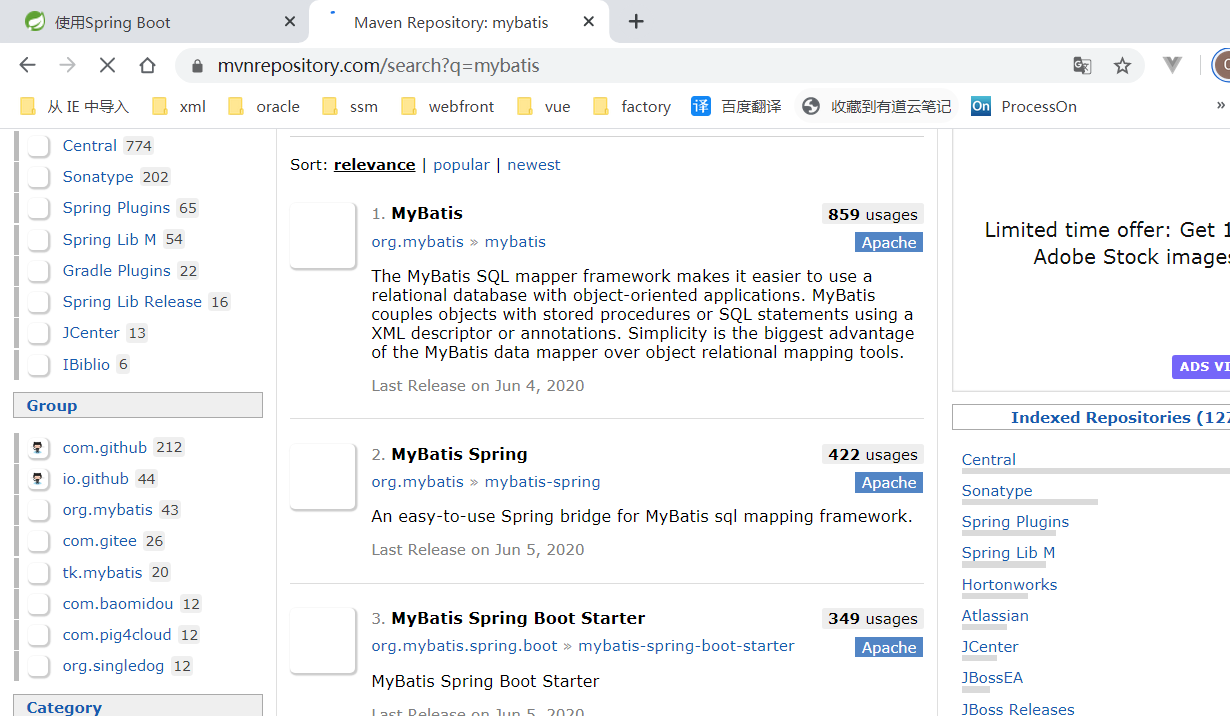 使用Spring Boot
Maven Repository: mybatis
mvnrepository.com/search?q=mybatis
从 IE 中导入 xml oracle ssm webfront vue factory 译 百度翻译 收藏到有道云笔记 On ProcessOn »
Central 774
Sonatype 202
Spring Plugins 65
Spring Lib M 54
Gradle Plugins 22
Spring Lib Release 16
JCenter 13
IBiblio 6
Group
com.github 212
io.github 44
org.mybatis 43
com.gitee 26
tk.mybatis 20
com.baomidou 12
com.pig4cloud 12
org.singledog 12
Category
Sort: relevance | popular | newest
1. MyBatis
859 usages
org.mybatis » mybatis
Apache
The MyBatis SQL mapper framework makes it easier to use a
relational database with object-oriented applications. MyBatis
couples objects with stored procedures or SQL statements using a
XML descriptor or annotations. Simplicity is the biggest advantage
of the MyBatis data mapper over object relational mapping tools.
Last Release on Jun 4, 2020
2. MyBatis Spring
422 usages
org.mybatis » mybatis-spring
Apache
An easy-to-use Spring bridge for MyBatis sql mapping framework.
Last Release on Jun 5, 2020
3. MyBatis Spring Boot Starter
349 usages
org.mybatis.spring.boot » mybatis-spring-boot-starter
Apache
MyBatis Spring Boot Starter
Last Release on Jun 5, 2020
Limited time offer: Get 1
Adobe Stock images
ADS VI
Indexed Repositories (127
Central
Sonatype
Spring Plugins
Spring Lib M
Hortonworks
Atlassian
JCenter
JBossEA
JBoss Releases